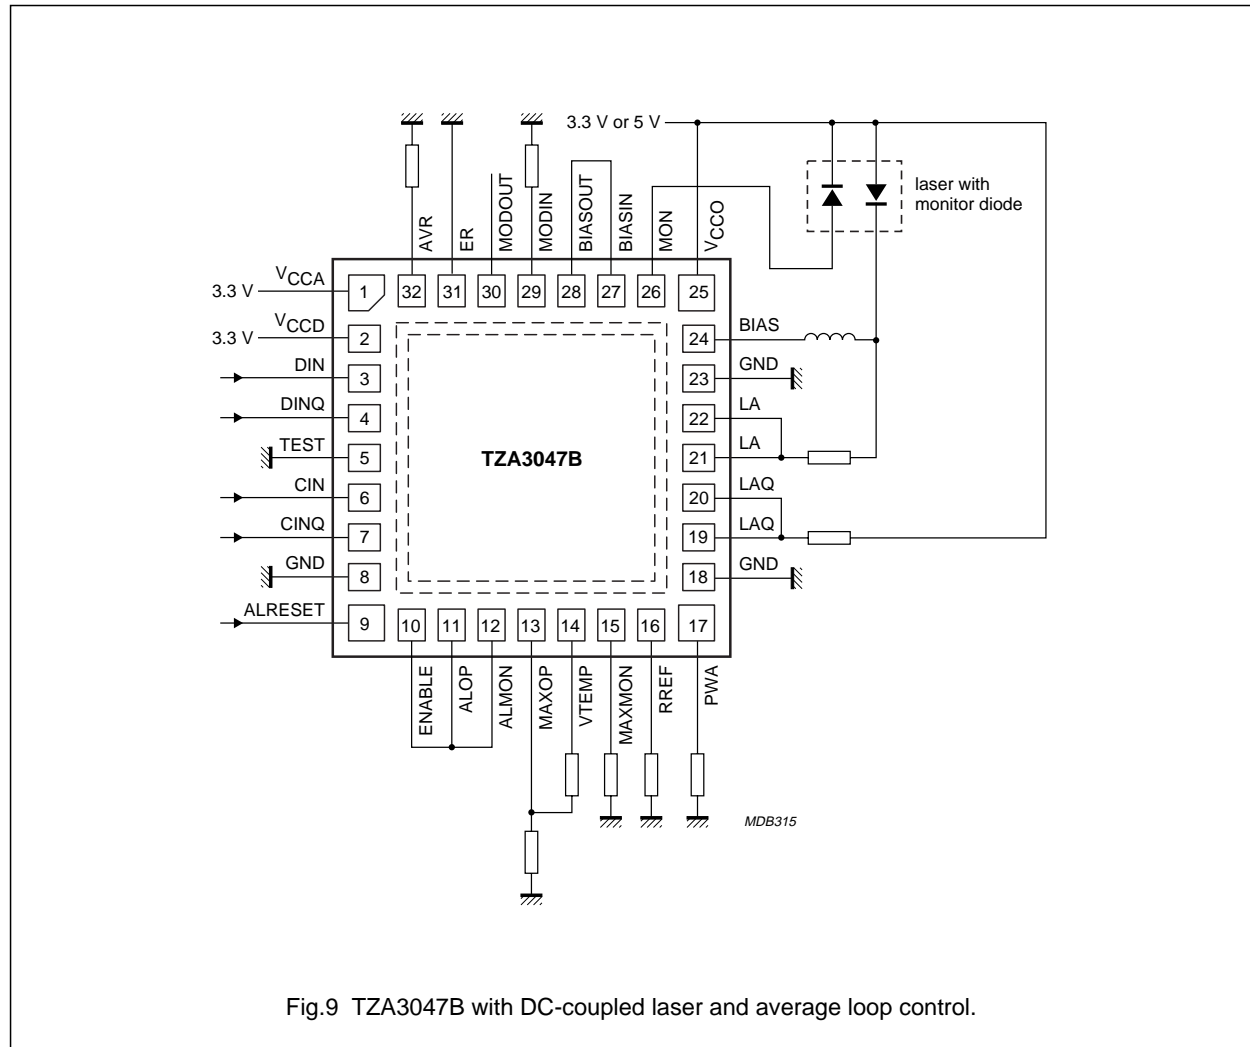 3.3 V or 5 V
laser with
monitor diode
AVR
ER
MODOUT
MODIN
BIASOUT
BIASIN
MON
VCCO
VCCA
3.3 V
1
32
31
30
29
28
27
26
25
VCCD
3.3 V
2
24
BIAS
DIN
3
23
GND
DINQ
4
22
LA
TEST
5
TZA3047B
21
LA
CIN
6
20
LAQ
CINQ
7
19
LAQ
GND
8
18
GND
ALRESET
9
10
11
12
13
14
15
16
17
ENABLE
ALOP
ALMON
MAXOP
VTEMP
MAXMON
RREF
PWA
MDB315
Fig.9 TZA3047B with DC-coupled laser and average loop control.